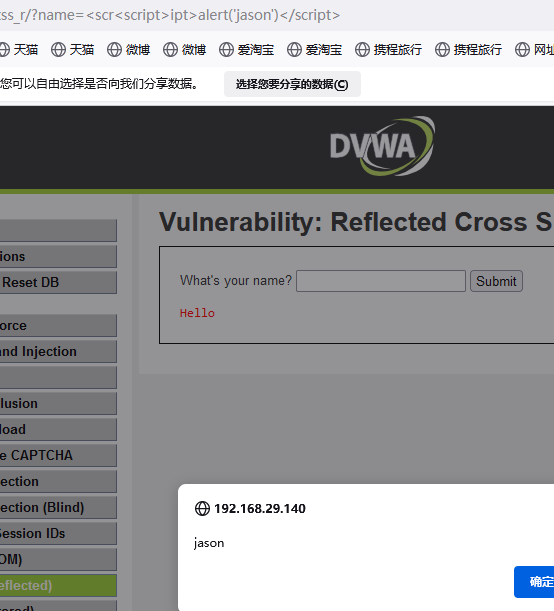 ss_r/?name=<scr<script>ipt>alert('jason')</script>
天猫 天猫 微博 微博 爱淘宝 爱淘宝 携程旅行 携程旅行 网址
您可以自由选择是否向我们分享数据。 选择您要分享的数据(C)
DVWA
Vulnerability: Reflected Cross S
ions
Reset DB
What's your name? Submit
Hello
orce
and Injection
lusion
load
e CAPTCHA
ection
ection (Blind)
Session IDs
OM)
eflected)
ored)
192.168.29.140
jason
确定